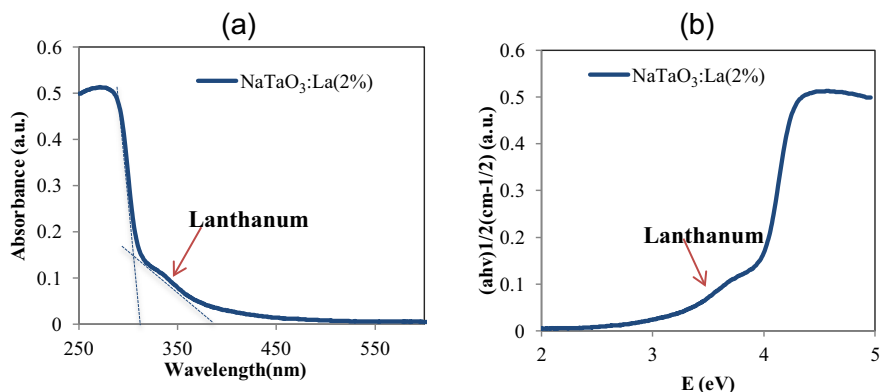 (a)
NaTaO3:La(2%)
Absorbance (a.u.)
0.6
0.5
0.4
0.3
0.2
0.1
0
Lanthanum
250 350 450 550
Wavelength(nm)
(b)
NaTaO3:La(2%)
(ahv)1/2(cm-1/2) (a.u.)
0.6
0.5
0.4
0.3
0.2
0.1
0
Lanthanum
2 3 4 5
E (eV)